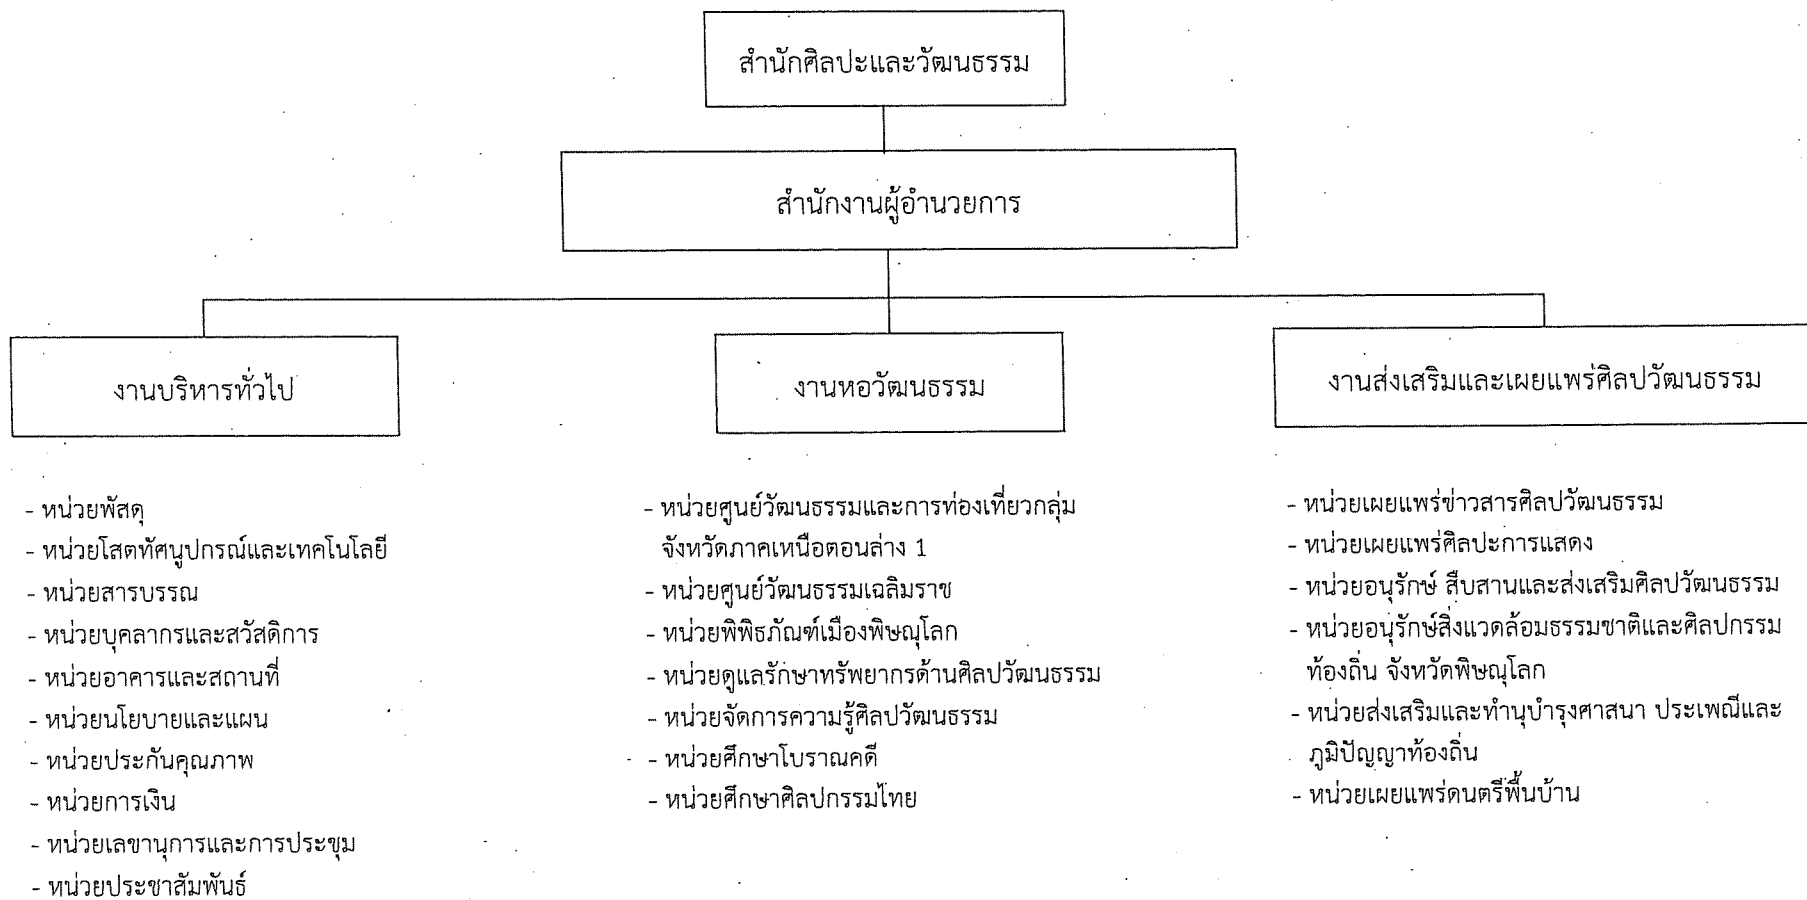 สำนักศิลปะและวัฒนธรรม
สำนักงานผู้อำนวยการ
งานบริหารทั่วไป
- หน่วยพัสดุ
- หน่วยโสตทัศนูปกรณ์และเทคโนโลยี
- หน่วยสารบรรณ
- หน่วยบุคลากรและสวัสดิการ
- หน่วยอาคารและสถานที่
- หน่วยนโยบายและแผน
- หน่วยประกันคุณภาพ
- หน่วยการเงิน
- หน่วยเลขานุการและการประชุม
- หน่วยประชาสัมพันธ์
งานหอวัฒนธรรม
- หน่วยศูนย์วัฒนธรรมและการท่องเที่ยวกลุ่ม
จังหวัดภาคเหนือตอนล่าง 1
- หน่วยศูนย์วัฒนธรรมเฉลิมราช
- หน่วยพิพิธภัณฑ์เมืองพิษณุโลก
- หน่วยดูแลรักษาทรัพยากรด้านศิลปวัฒนธรรม
- หน่วยจัดการความรู้ศิลปวัฒนธรรม
- หน่วยศึกษาโบราณคดี
- หน่วยศึกษาศิลปกรรมไทย
งานส่งเสริมและเผยแพร่ศิลปวัฒนธรรม
- หน่วยเผยแพร่ข่าวสารศิลปวัฒนธรรม
- หน่วยเผยแพร่ศิลปะการแสดง
- หน่วยอนุรักษ์ สืบสานและส่งเสริมศิลปวัฒนธรรม
- หน่วยอนุรักษ์สิ่งแวดล้อมธรรมชาติและศิลปกรรม
ท้องถิ่น จังหวัดพิษณุโลก
- หน่วยส่งเสริมและทำนุบำรุงศาสนา ประเพณีและ
ภูมิปัญญาท้องถิ่น
- หน่วยเผยแพร่ดนตรีพื้นบ้าน